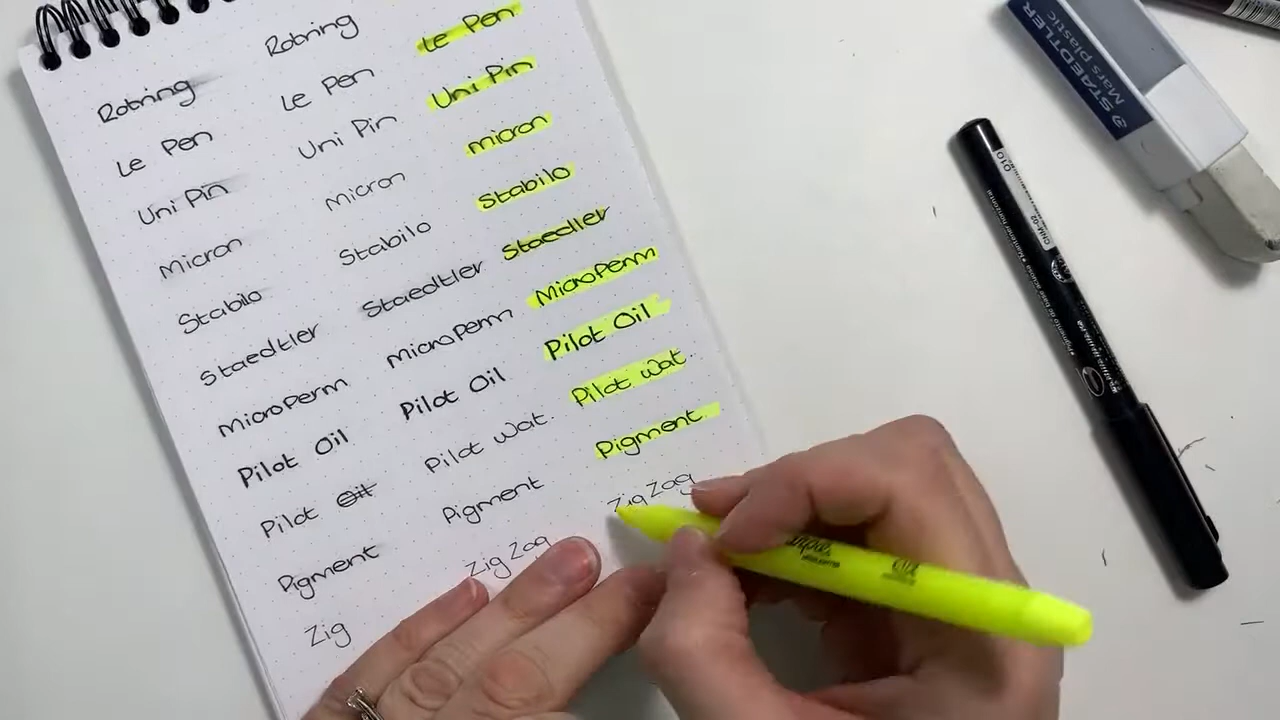 Rotring
Le Pen
Uni Pin
Micron
Stabilo
Staedtler
MicroPerm
Pilot Oil
Pilot Oil
Pigment
Zig
Rotring
Le Pen
Uni Pin
Micron
Stabilo
Staedtler
MicroPerm
Pilot Oil
Pilot Wat.
Pigment
Zig Zag
Le Pen
Uni Pin
micron
Stabilo
Staedtler
MicroPerm
Pilot Oil
Pilot Wat.
Pigment.
Zig Zag
STAEDTLER
Mars plastic
010